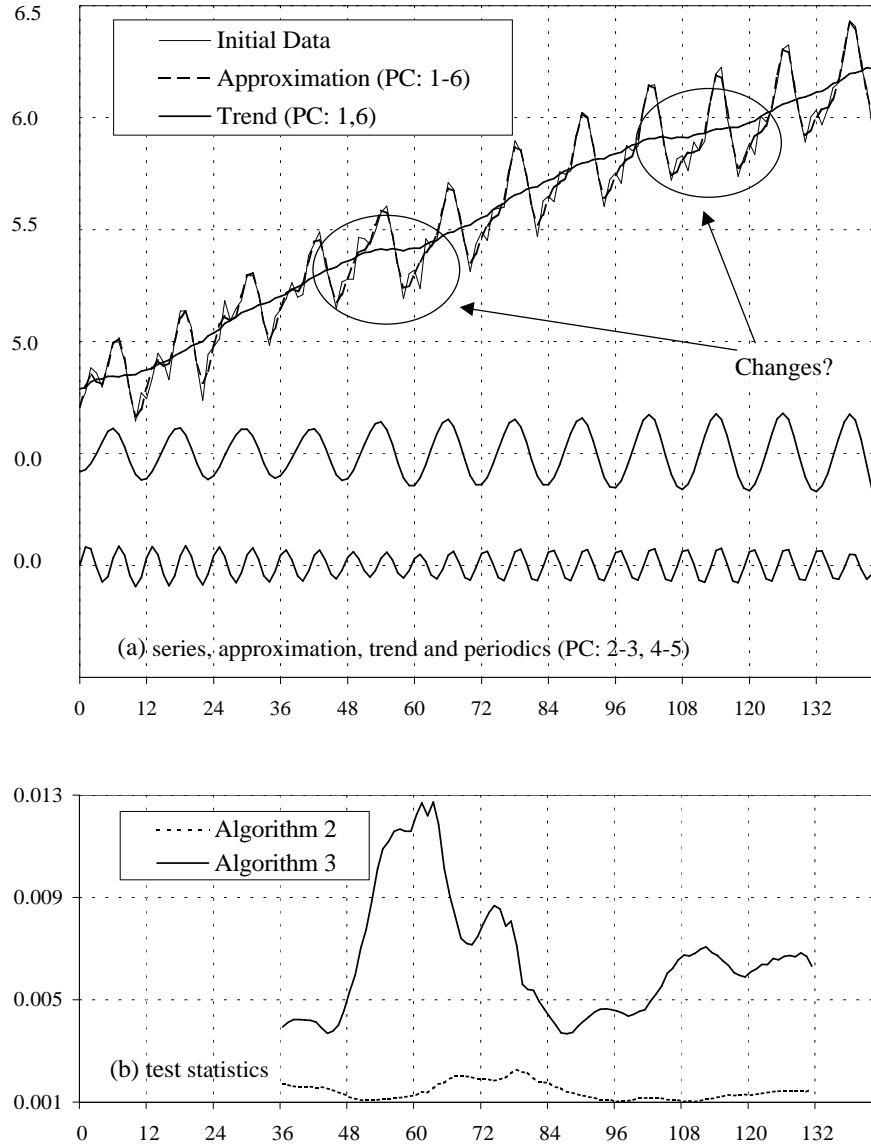 6.5
Initial Data
Approximation (PC: 1-6)
Trend (PC: 1,6)
6.0
5.5
5.0
Changes?
0.0
0.0
(a) series, approximation, trend and periodics (PC: 2-3, 4-5)
0 12 24 36 48 60 72 84 96 108 120 132
0.013
Algorithm 2
Algorithm 3
0.009
0.005
(b) test statistics
0.001
0 12 24 36 48 60 72 84 96 108 120 132